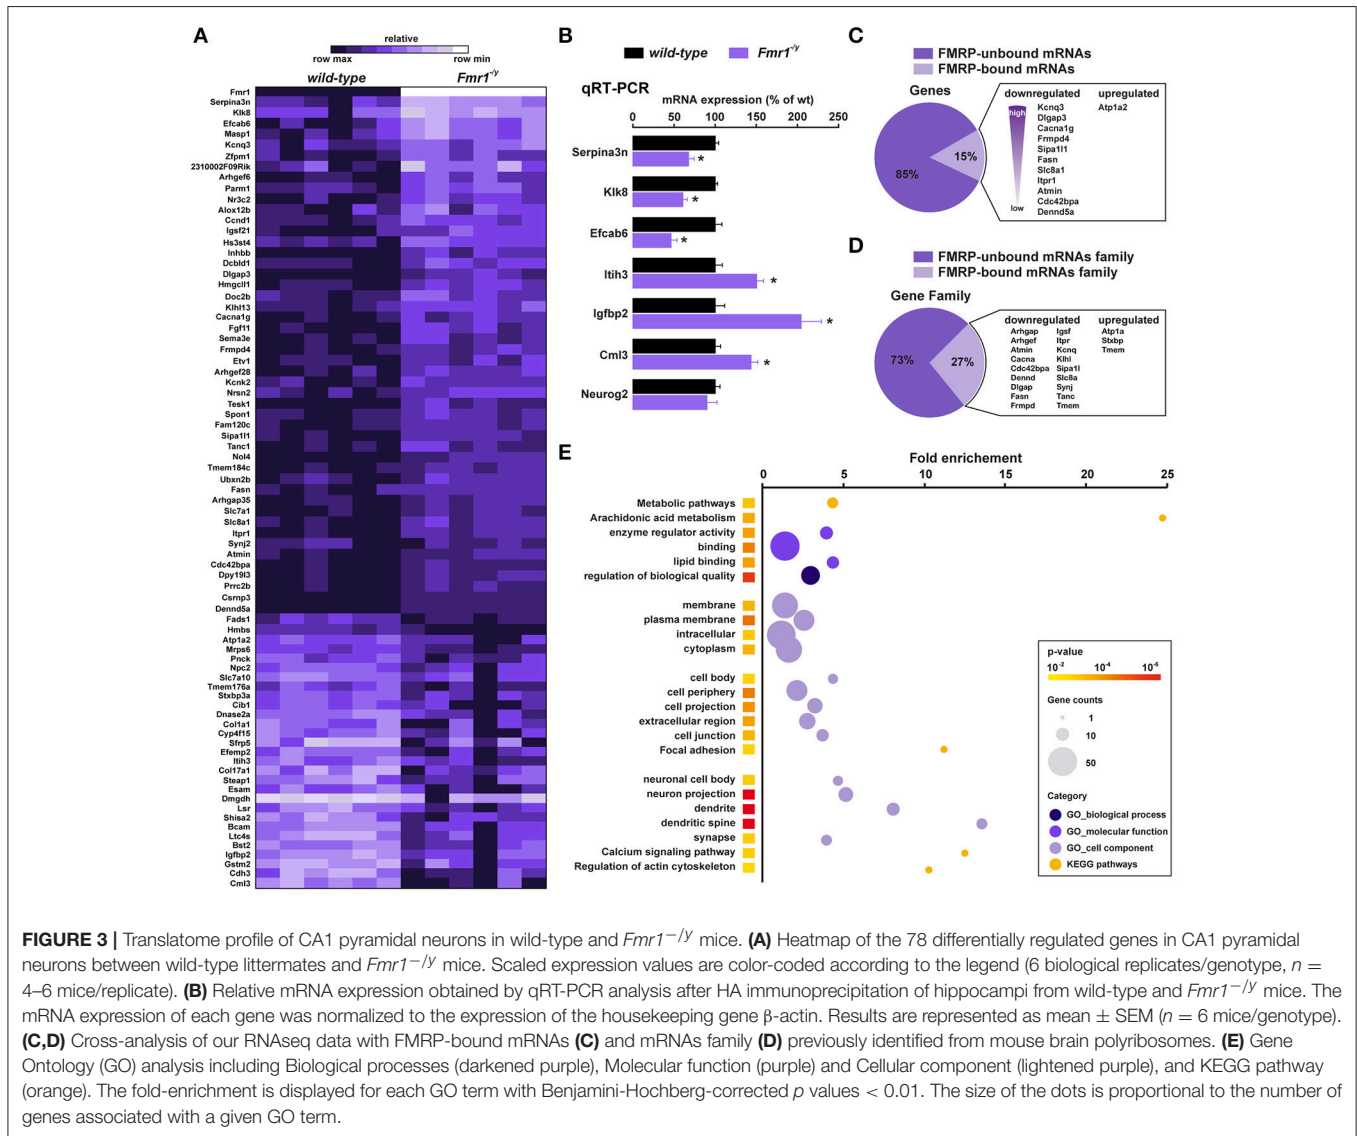 A
relative
row max
row min
wild-type
Fmr1-/y
Fmr1
Serpina3n
Klk8
Efcab6
Masp1
Kcnq3
Zfpm1
2310002F09Rik
Arhgef6
Parm1
Nr3c2
Alox12b
Ccnd1
Igsf21
Hs3st4
Inhbb
Dcbld1
Dlgap3
Hmgcll1
Doc2b
Klhl13
Cacna1g
Fgf11
Sema3e
Frmpd4
Etv1
Arhgef28
Kcnk2
Nrsn2
Tesk1
Spon1
Fam120c
Sipa1l1
Tanc1
Nol4
Tmem184c
Ubxn2b
Fasn
Arhgap35
Slc7a1
Slc8a1
Itpr1
Synj2
Atmin
Cdc42bpa
Dpy19l3
Prrc2b
Csrnp3
Dennd5a
Fads1
Hmbs
Atp1a2
Mrps6
Pnck
Npc2
Slc7a10
Tmem176a
Stxbp3a
Cib1
Dnase2a
Col1a1
Cyp4f15
Sfrp5
Efemp2
Itih3
Col17a1
Steap1
Esam
Dmgdh
Lsr
Shisa2
Bcam
Ltc4s
Bst2
Igfbp2
Gstm2
Cdh3
Cml3
B
wild-type
Fmr1-/y
qRT-PCR
mRNA expression (% of wt)
0 50 100 150 200 250
Serpina3n
*
Klk8
*
Efcab6
*
Itih3
*
Igfbp2
*
Cml3
*
Neurog2
C
FMRP-unbound mRNAs
FMRP-bound mRNAs
Genes
85%
15%
downregulated
upregulated
high
low
Kcnq3
Dlgap3
Cacna1g
Frmpd4
Sipa1l1
Fasn
Slc8a1
Itpr1
Atmin
Cdc42bpa
Dennd5a
Atp1a2
D
FMRP-unbound mRNAs family
FMRP-bound mRNAs family
Gene Family
73%
27%
downregulated
upregulated
Arhgap Igsf Atp1a
Arhgef Itpr Stxbp
Atmin Kcnq Tmem
Cacna Klhl
Cdc42bpa Sipa1l
Dennd Slc8a
Dlgap Synj
Fasn Tanc
Frmpd Tmem
E
Fold enrichement
0 5 10 15 20 25
Metabolic pathways
Arachidonic acid metabolism
enzyme regulator activity
binding
lipid binding
regulation of biological quality
membrane
plasma membrane
intracellular
cytoplasm
cell body
cell periphery
cell projection
extracellular region
cell junction
Focal adhesion
neuronal cell body
neuron projection
dendrite
dendritic spine
synapse
Calcium signaling pathway
Regulation of actin cytoskeleton
p-value
10-2 10-4 10-6
Gene counts
1
10
50
Category
GO_biological process
GO_molecular function
GO_cell component
KEGG pathways
FIGURE 3 | Translatome profile of CA1 pyramidal neurons in wild-type and Fmr1−/y mice. (A) Heatmap of the 78 differentially regulated genes in CA1 pyramidal
neurons between wild-type littermates and Fmr1−/y mice. Scaled expression values are color-coded according to the legend (6 biological replicates/genotype, n =
4–6 mice/replicate). (B) Relative mRNA expression obtained by qRT-PCR analysis after HA immunoprecipitation of hippocampi from wild-type and Fmr1−/y mice. The
mRNA expression of each gene was normalized to the expression of the housekeeping gene β-actin. Results are represented as mean ± SEM (n = 6 mice/genotype).
(C,D) Cross-analysis of our RNAseq data with FMRP-bound mRNAs (C) and mRNAs family (D) previously identified from mouse brain polyribosomes. (E) Gene
Ontology (GO) analysis including Biological processes (darkened purple), Molecular function (purple) and Cellular component (lightened purple), and KEGG pathway
(orange). The fold-enrichment is displayed for each GO term with Benjamini-Hochberg-corrected p values < 0.01. The size of the dots is proportional to the number of
genes associated with a given GO term.